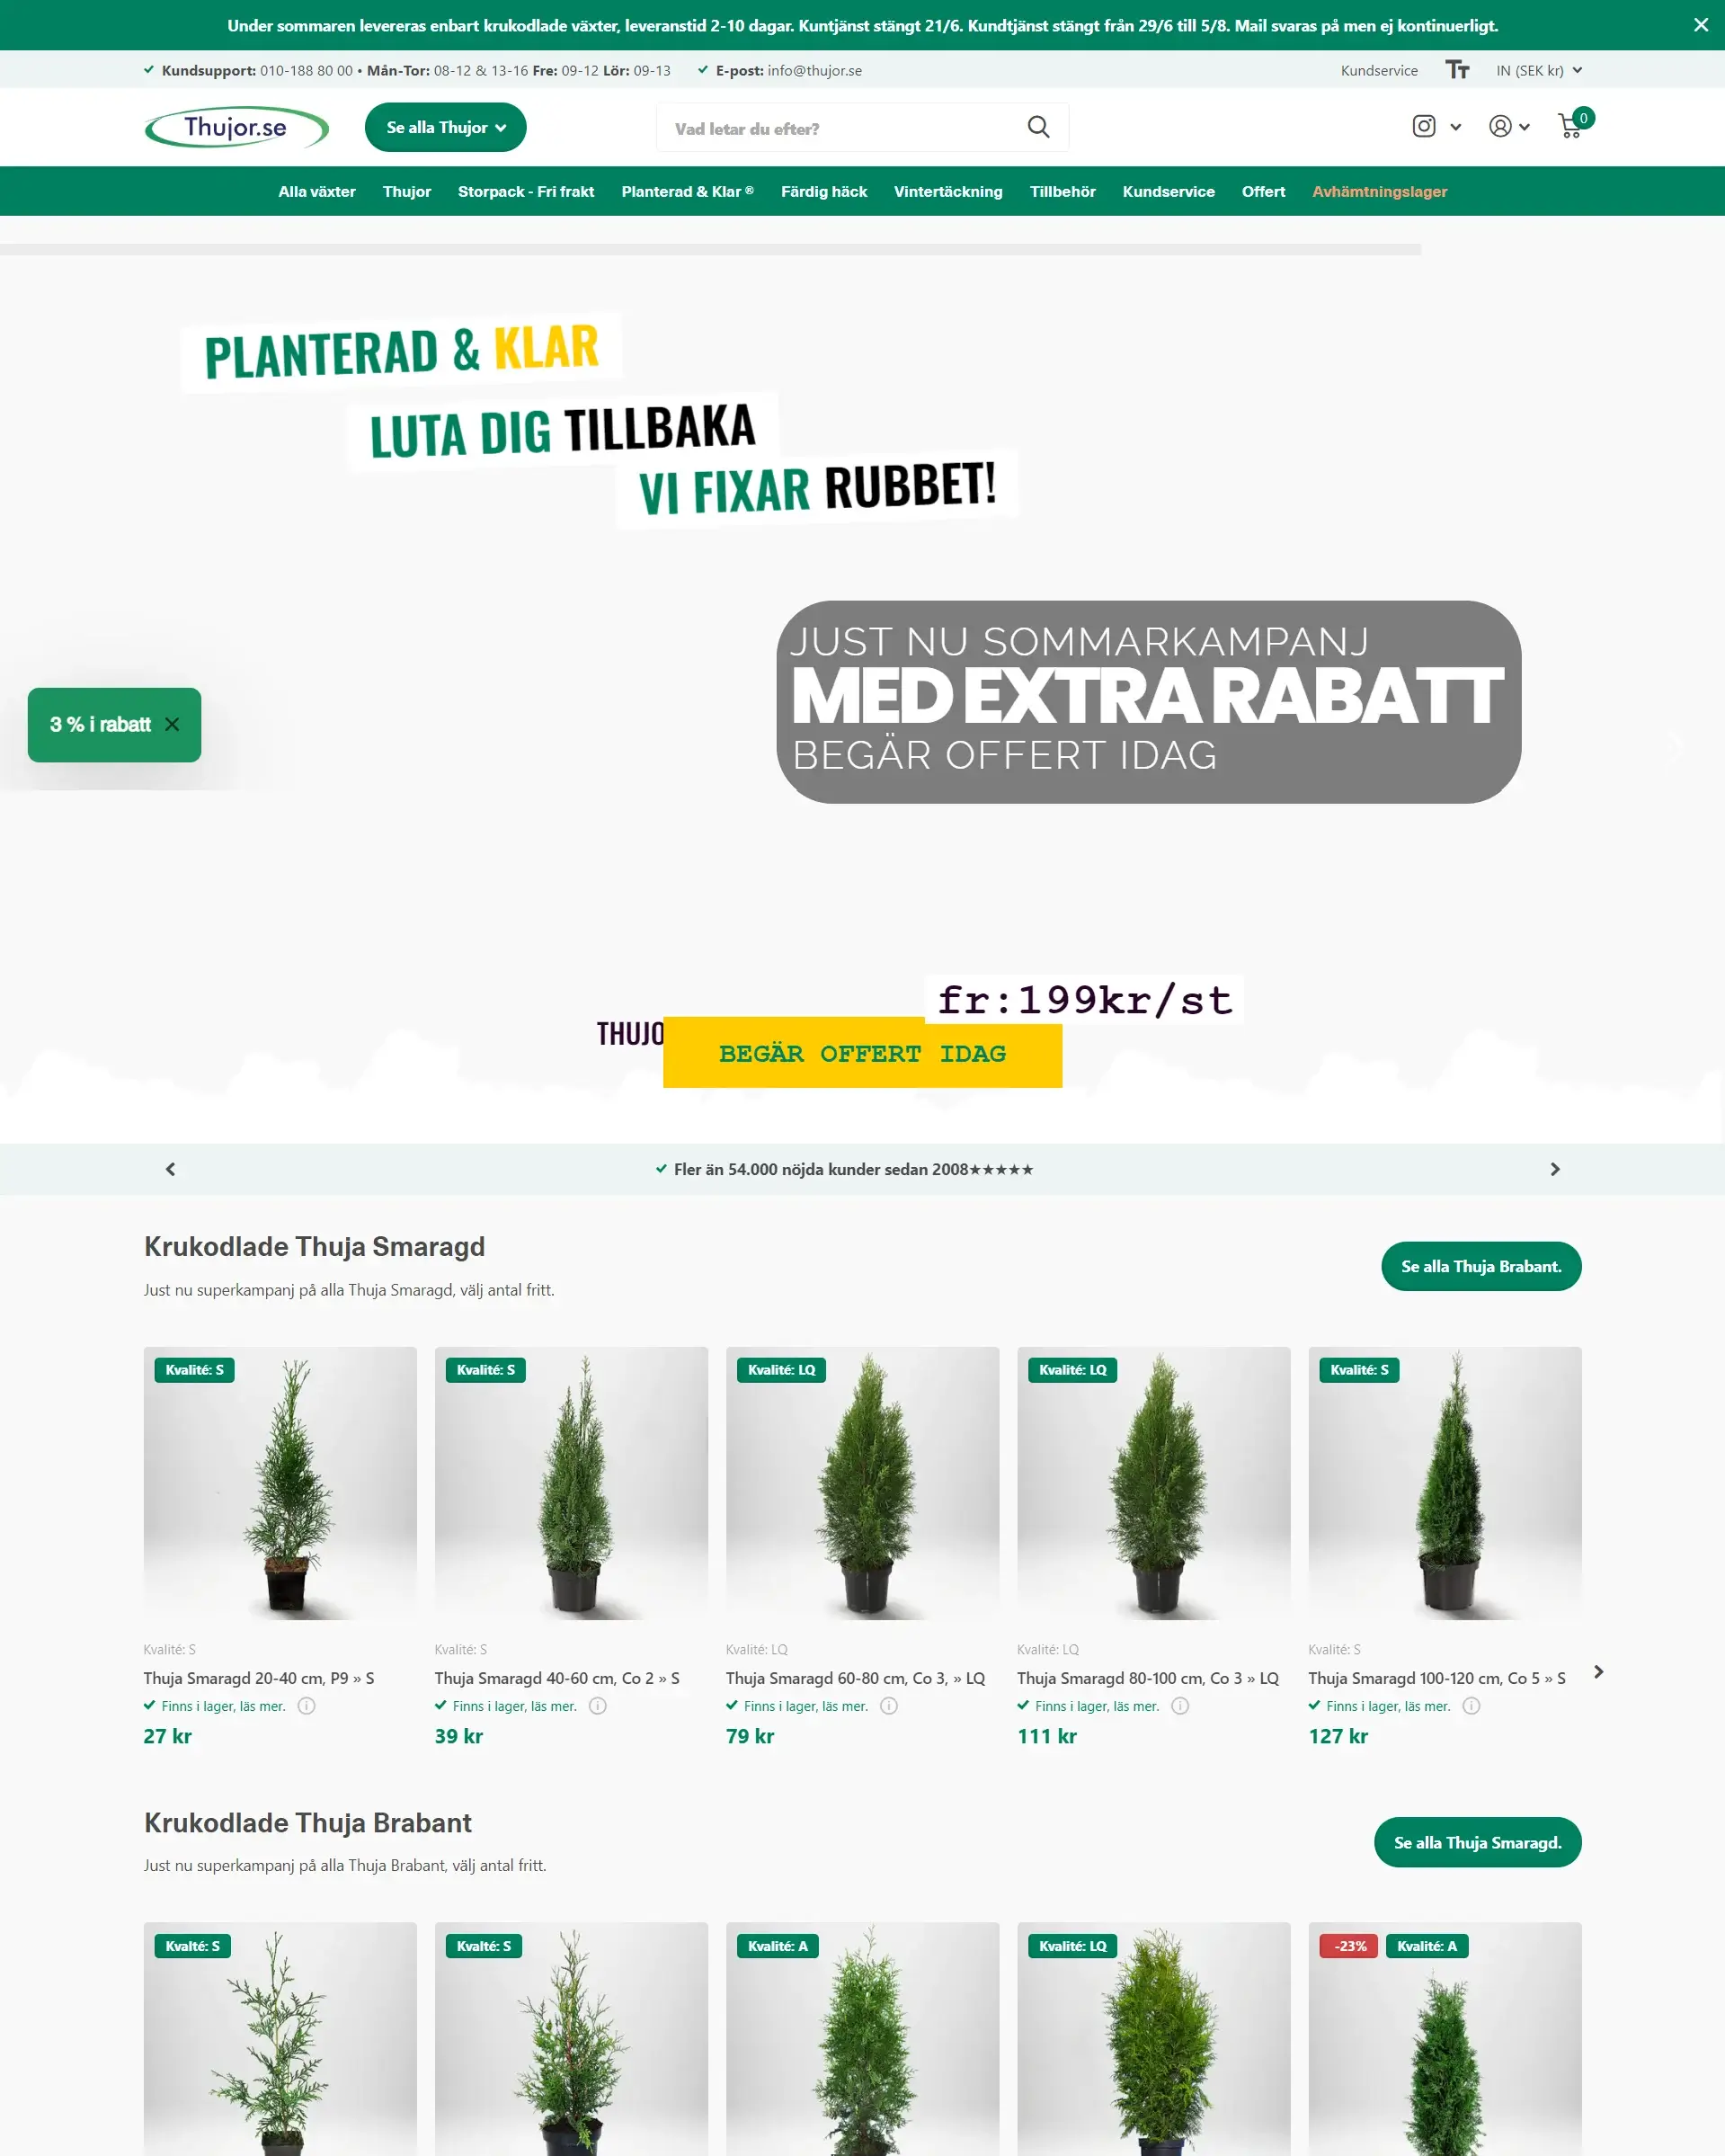 Under sommaren levereras enbart krukodlade växter, leveranstid 2-10 dagar. Kuntjänst stängt 21/6. Kundtjänst stängt från 29/6 till 5/8. Mail svaras på men ej kontinuerligt.
Kundsupport: 010-188 80 00 • Mån-Tor: 08-12 & 13-16 Fre: 09-12 Lör: 09-13
E-post: info@thujor.se
Kundservice
TT
IN (SEK kr)
Thujor.se
Se alla Thujor
Vad letar du efter?
0
Alla växter
Thujor
Storpack - Fri frakt
Planterad & Klar ®
Färdig häck
Vintertäckning
Tillbehör
Kundservice
Offert
Avhämtningslager
PLANTERAD & KLAR
LUTA DIG TILLBAKA
VI FIXAR RUBBET!
JUST NU SOMMARKAMPANJ
MED EXTRA RABATT
BEGÄR OFFERT IDAG
3 % i rabatt
fr:199kr/st
THUJO
BEGÄR OFFERT IDAG
Fler än 54.000 nöjda kunder sedan 2008★★★★★
Krukodlade Thuja Smaragd
Just nu superkampanj på alla Thuja Smaragd, välj antal fritt.
Se alla Thuja Brabant.
Kvalité: S
Kvalité: S
Kvalité: LQ
Kvalité: LQ
Kvalité: S
Kvalité: S
Thuja Smaragd 20-40 cm, P9 » S
Finns i lager, läs mer.
27 kr
Kvalité: S
Thuja Smaragd 40-60 cm, Co 2 » S
Finns i lager, läs mer.
39 kr
Kvalité: LQ
Thuja Smaragd 60-80 cm, Co 3, » LQ
Finns i lager, läs mer.
79 kr
Kvalité: LQ
Thuja Smaragd 80-100 cm, Co 3 » LQ
Finns i lager, läs mer.
111 kr
Kvalité: S
Thuja Smaragd 100-120 cm, Co 5 » S
Finns i lager, läs mer.
127 kr
Krukodlade Thuja Brabant
Just nu superkampanj på alla Thuja Brabant, välj antal fritt.
Se alla Thuja Smaragd.
Kvalté: S
Kvalté: S
Kvalité: A
Kvalité: LQ
-23%
Kvalité: A